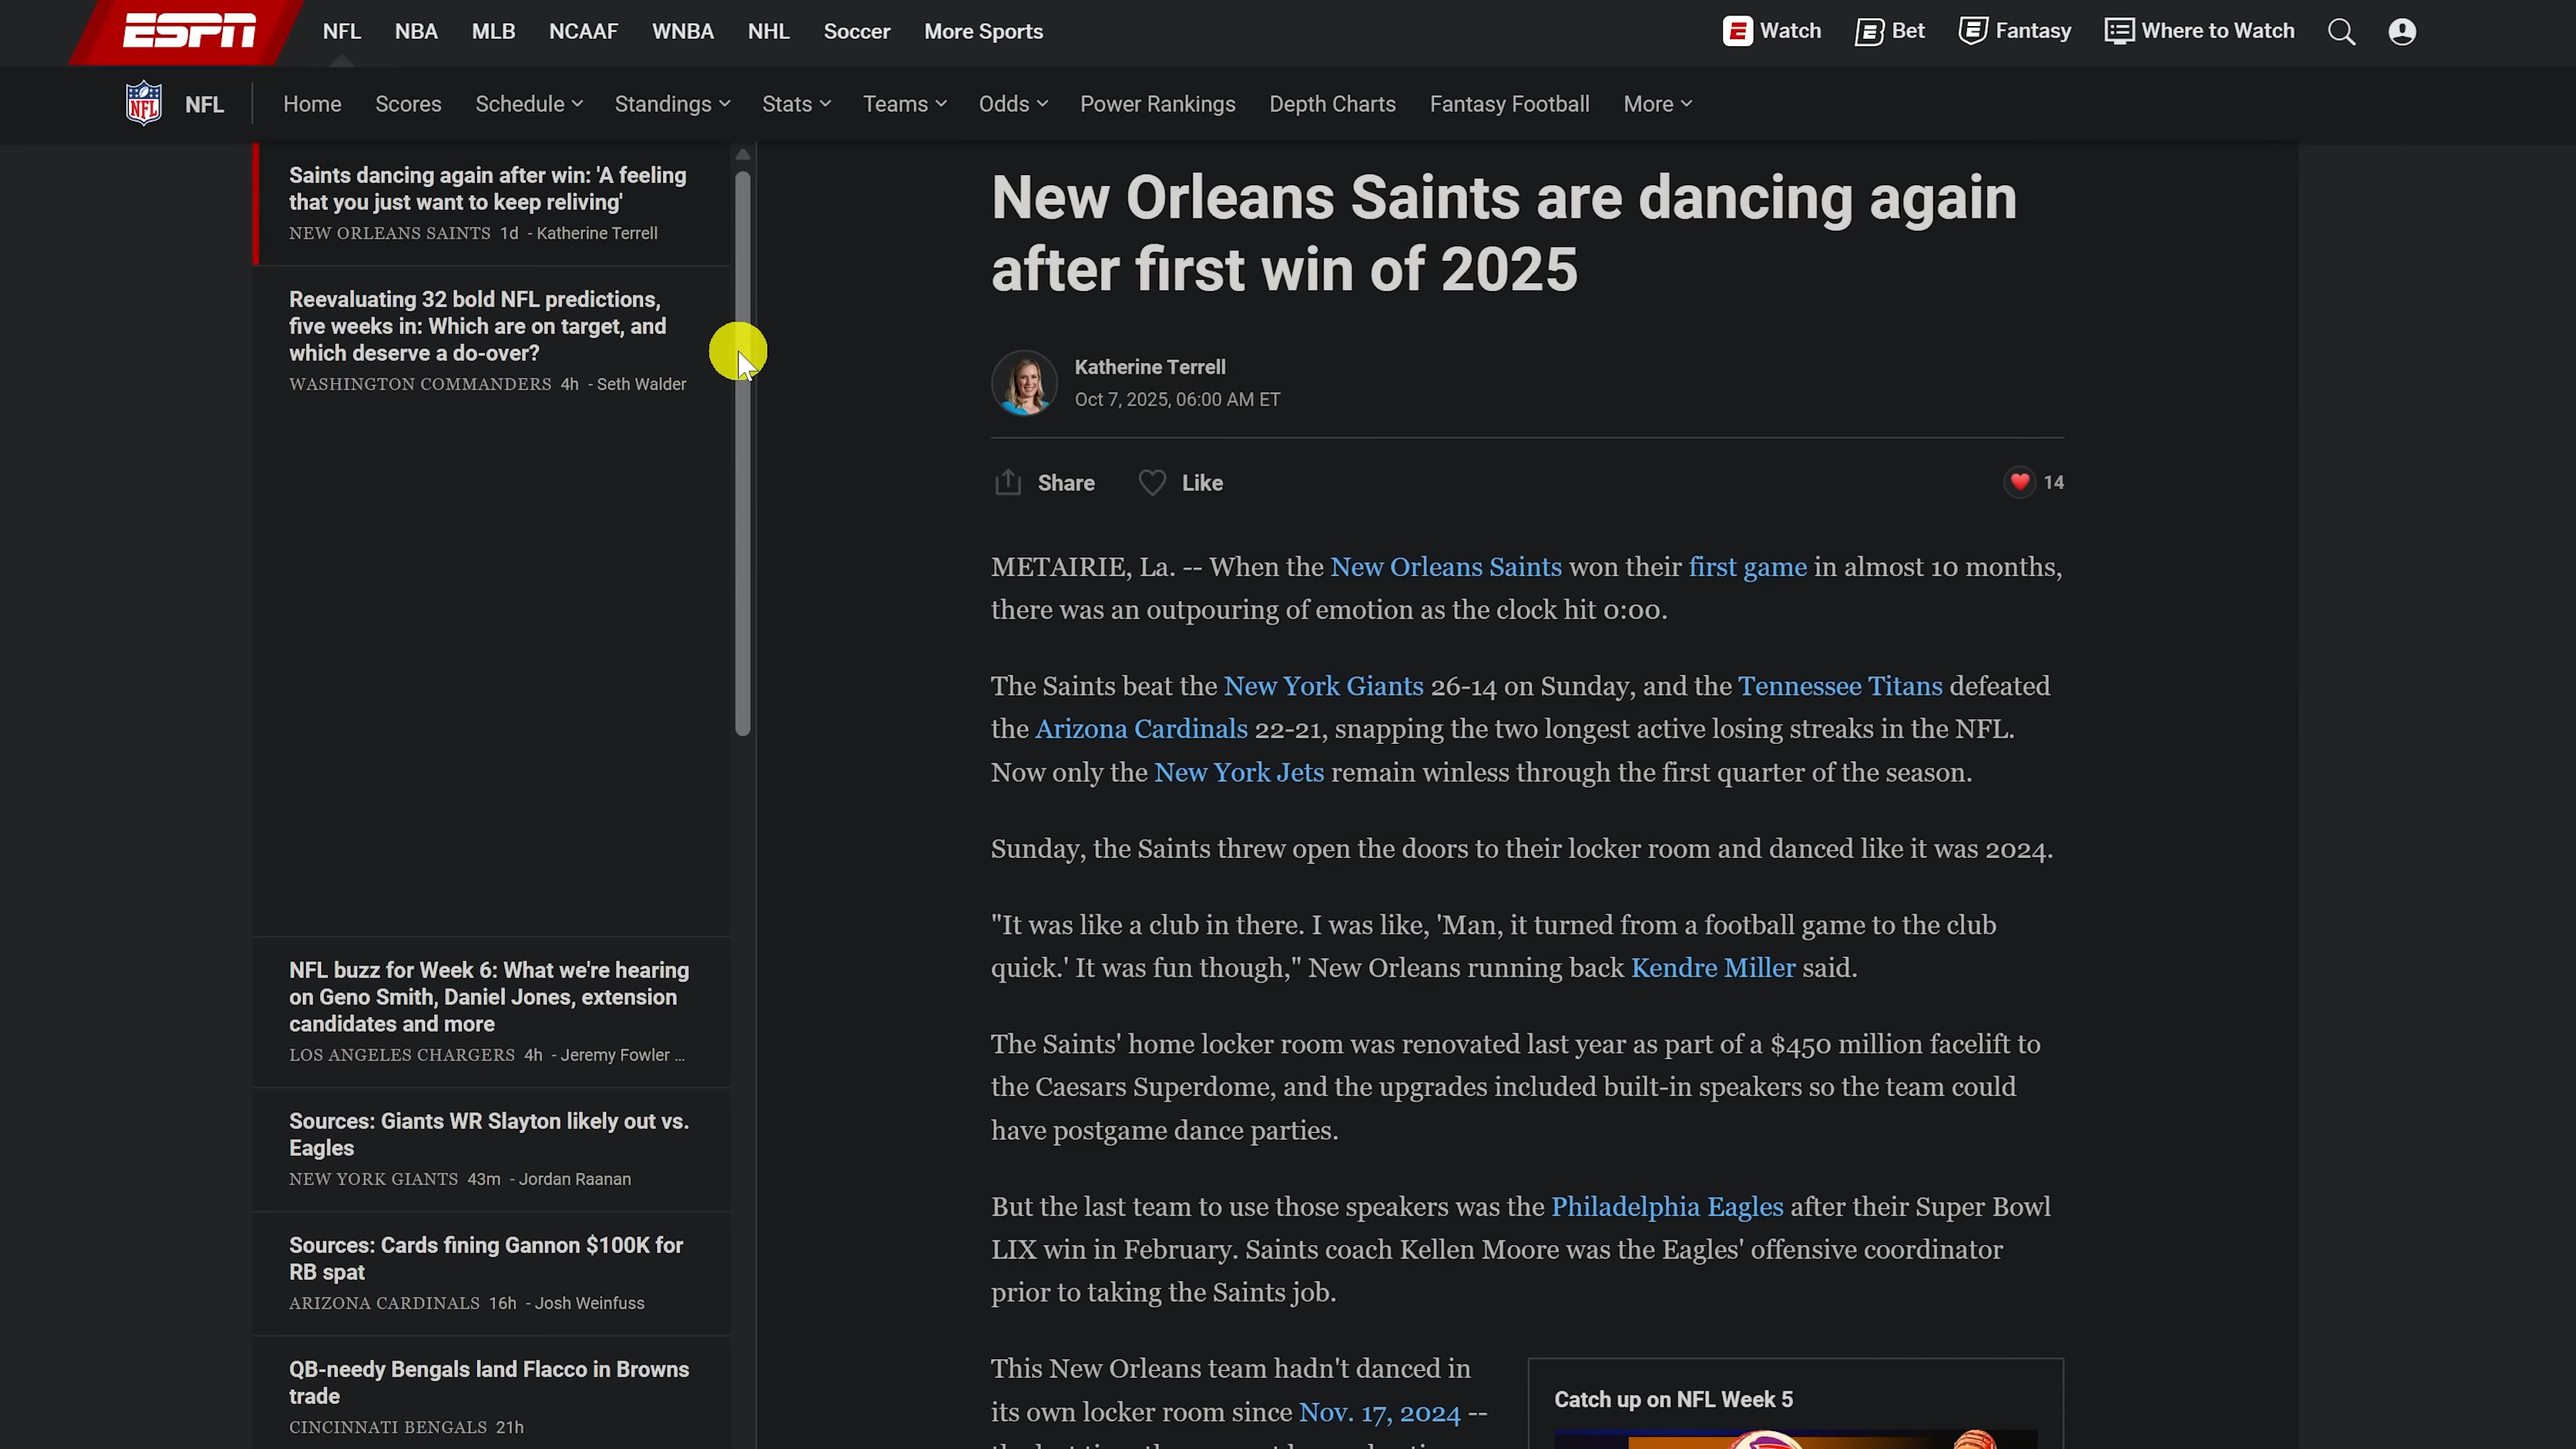 ESPN NFL NBA MLB NCAAF WNBA NHL Soccer More Sports Watch Bet Fantasy Where to Watch
NFL Home Scores Schedule Standings Stats Teams Odds Power Rankings Depth Charts Fantasy Football More
Saints dancing again after win: 'A feeling
that you just want to keep reliving'
NEW ORLEANS SAINTS 1d - Katherine Terrell
Reevaluating 32 bold NFL predictions,
five weeks in: Which are on target, and
which deserve a do-over?
WASHINGTON COMMANDERS 4h - Seth Walder
NFL buzz for Week 6: What we're hearing
on Geno Smith, Daniel Jones, extension
candidates and more
LOS ANGELES CHARGERS 4h - Jeremy Fowler ...
Sources: Giants WR Slayton likely out vs.
Eagles
NEW YORK GIANTS 43m - Jordan Raanan
Sources: Cards fining Gannon $100K for
RB spat
ARIZONA CARDINALS 16h - Josh Weinfuss
QB-needy Bengals land Flacco in Browns
trade
CINCINNATI BENGALS 21h
New Orleans Saints are dancing again
after first win of 2025
Katherine Terrell
Oct 7, 2025, 06:00 AM ET
Share Like 14
METAIRIE, La. -- When the New Orleans Saints won their first game in almost 10 months,
there was an outpouring of emotion as the clock hit 0:00.
The Saints beat the New York Giants 26-14 on Sunday, and the Tennessee Titans defeated
the Arizona Cardinals 22-21, snapping the two longest active losing streaks in the NFL.
Now only the New York Jets remain winless through the first quarter of the season.
Sunday, the Saints threw open the doors to their locker room and danced like it was 2024.
"It was like a club in there. I was like, 'Man, it turned from a football game to the club
quick.' It was fun though," New Orleans running back Kendre Miller said.
The Saints' home locker room was renovated last year as part of a $450 million facelift to
the Caesars Superdome, and the upgrades included built-in speakers so the team could
have postgame dance parties.
But the last team to use those speakers was the Philadelphia Eagles after their Super Bowl
LIX win in February. Saints coach Kellen Moore was the Eagles' offensive coordinator
prior to taking the Saints job.
This New Orleans team hadn't danced in
its own locker room since Nov. 17, 2024 --
Catch up on NFL Week 5